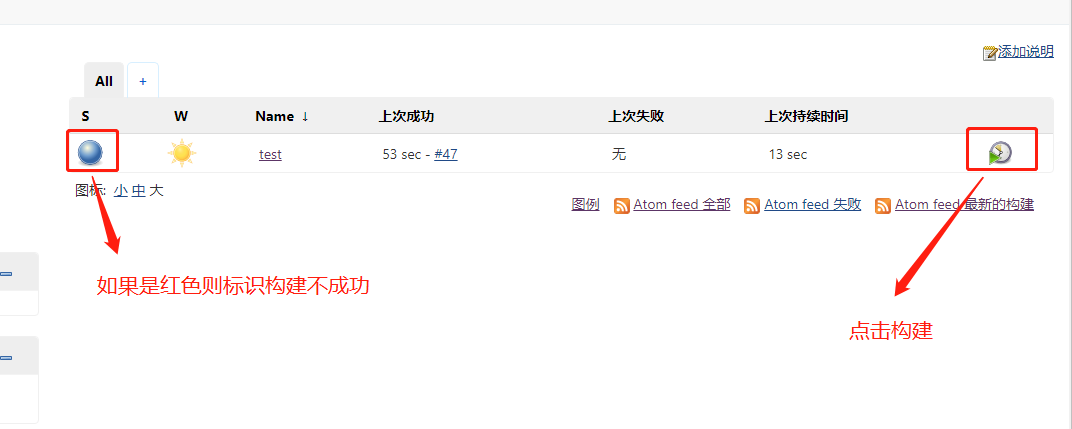 添加说明
All +
S W Name ↓ 上次成功 上次失败 上次持续时间
test 53 sec - #47 无 13 sec
图标: 小 中 大
图例 Atom feed 全部 Atom feed 失败 Atom feed 最新的构建
如果是红色则标识构建不成功
点击构建